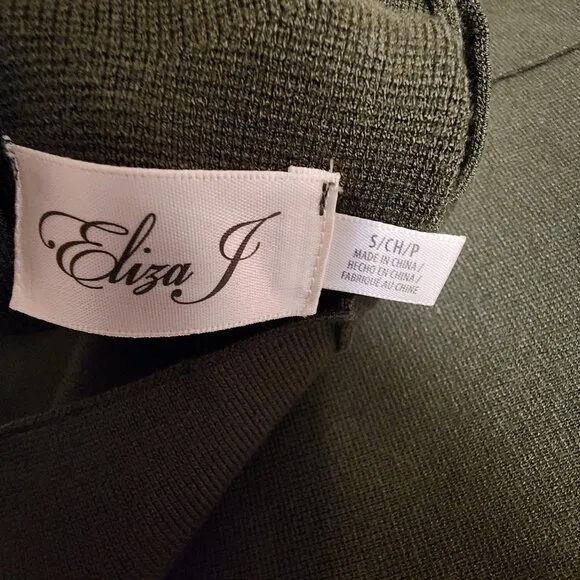 Eliza J
S/CH/P
MADE IN CHINA/
HECHO EN CHINA/
FABRIQUÉ AU CHINE